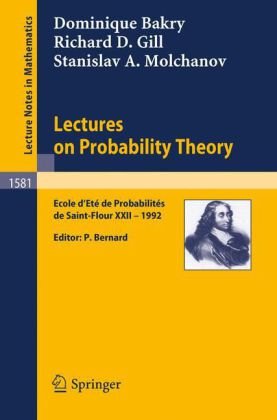 Lecture Notes in Mathematics
1581
Dominique Bakry
Richard D. Gill
Stanislav A. Molchanov
Lectures
on Probability Theory
Ecole d'Eté de Probabilités
de Saint-Flour XXII – 1992
Editor: P. Bernard
Springer